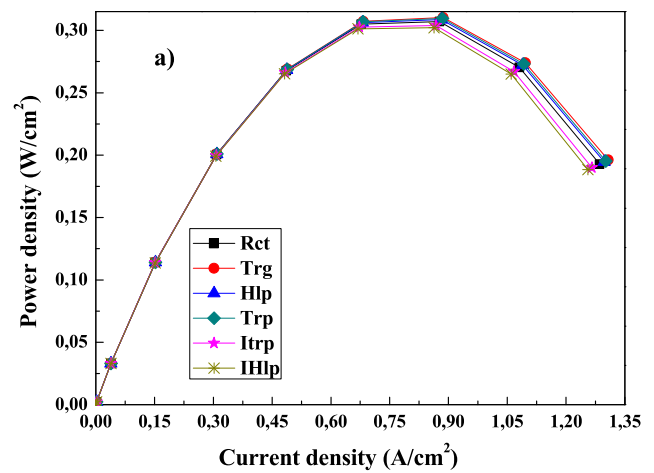 a)
Power density (W/cm²)
0,30
0,25
0,20
0,15
0,10
0,05
0,00
Rct
Trg
Hlp
Trp
Itrp
IHlp
0,00 0,15 0,30 0,45 0,60 0,75 0,90 1,05 1,20 1,35
Current density (A/cm²)